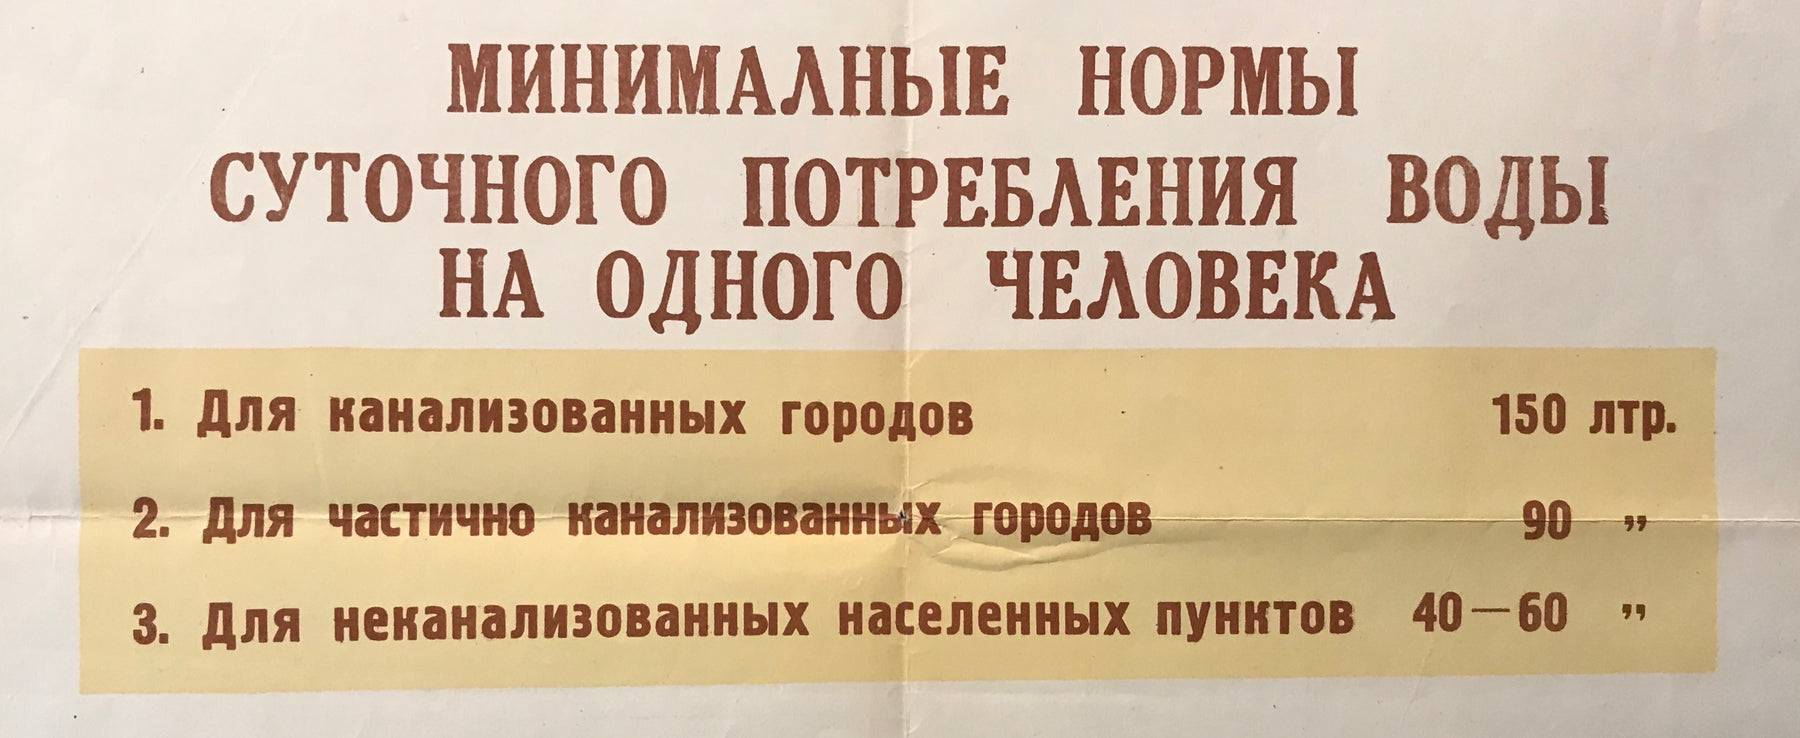 МИНИМАЛНЫЕ НОРМЫ
СУТОЧНОГО ПОТРЕБЛЕНИЯ ВОДЫ
НА ОДНОГО ЧЕЛОВЕКА
1. Для канализованных городов 150 лтр.
2. Для частично канализованных городов 90 „
3. Для неканализованных населенных пунктов 40—60 „